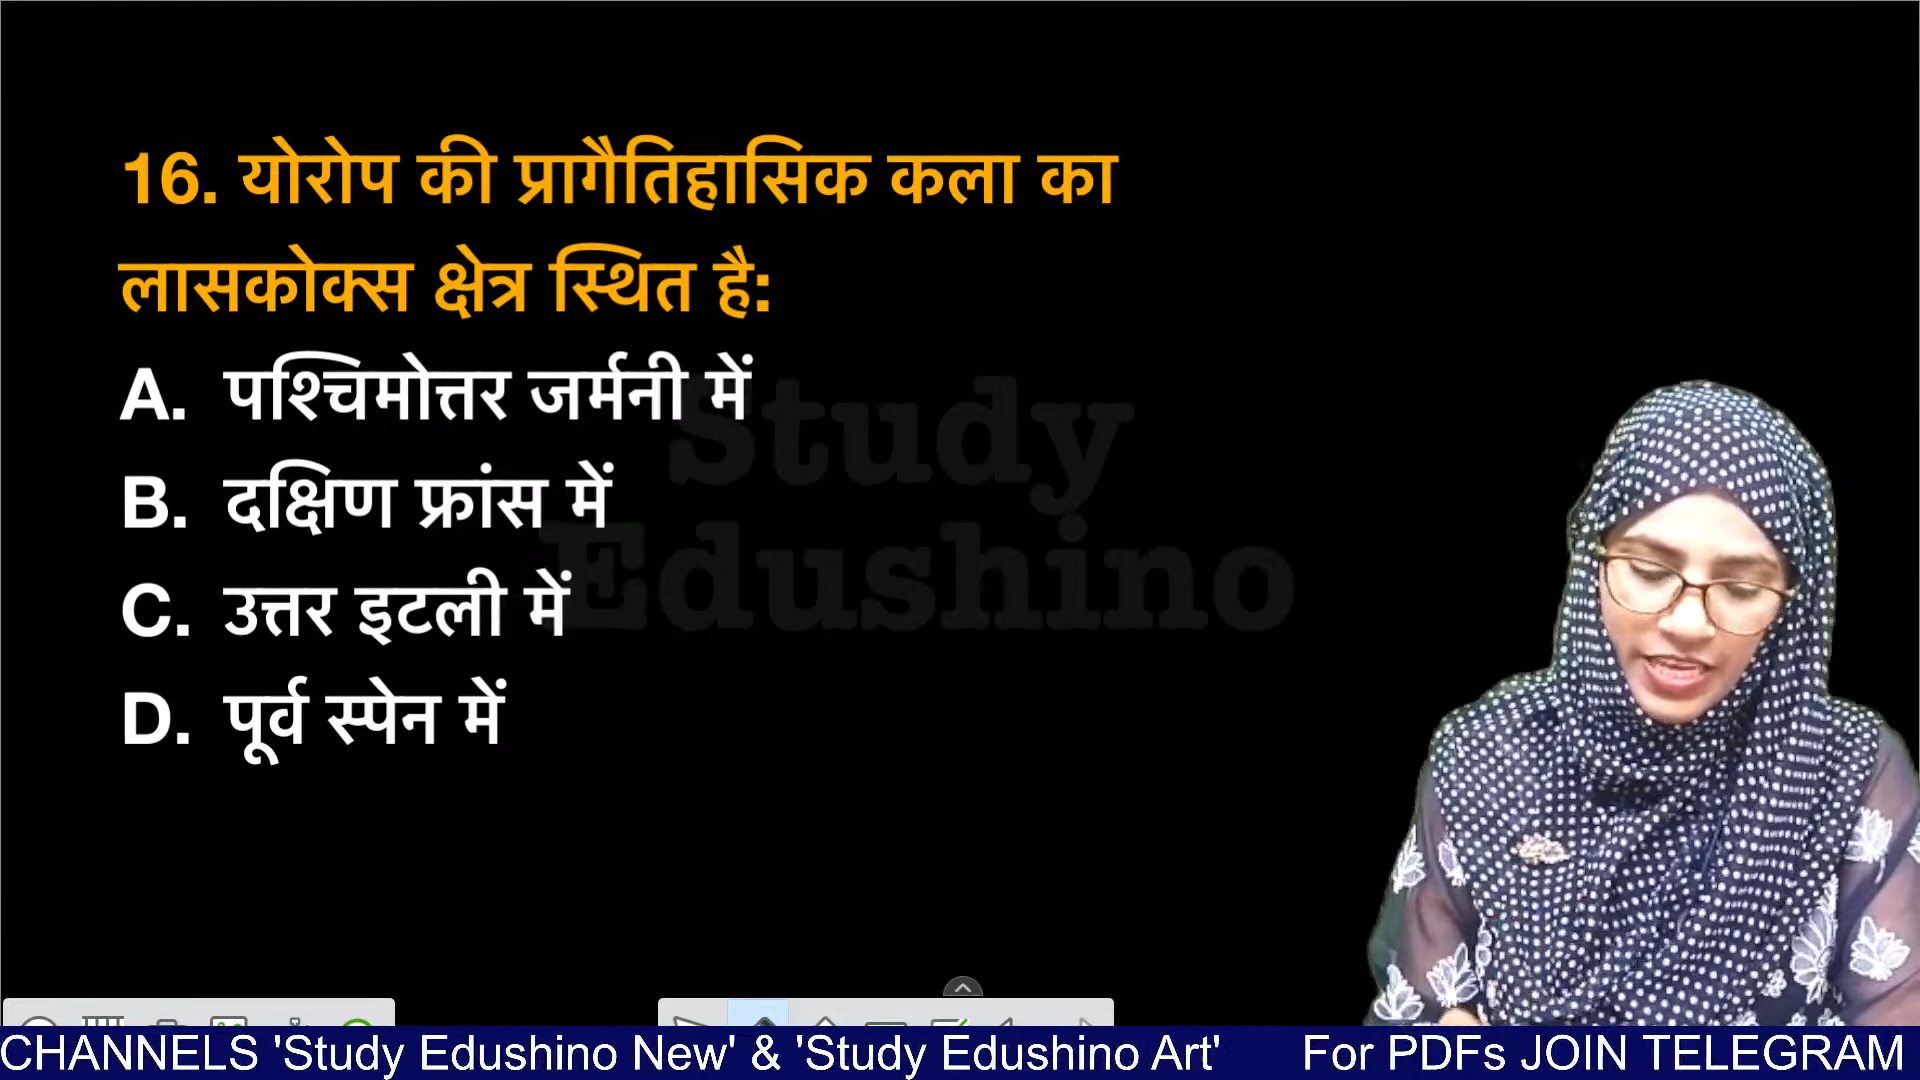 16. योरोप की प्रागैतिहासिक कला का
लासकोक्स क्षेत्र स्थित है:
A. पश्चिमोत्तर जर्मनी में
B. दक्षिण फ्रांस में
C. उत्तर इटली में
D. पूर्व स्पेन में
Study
Edushino
CHANNELS 'Study Edushino New' & 'Study Edushino Art' For PDFs JOIN TELEGRAM